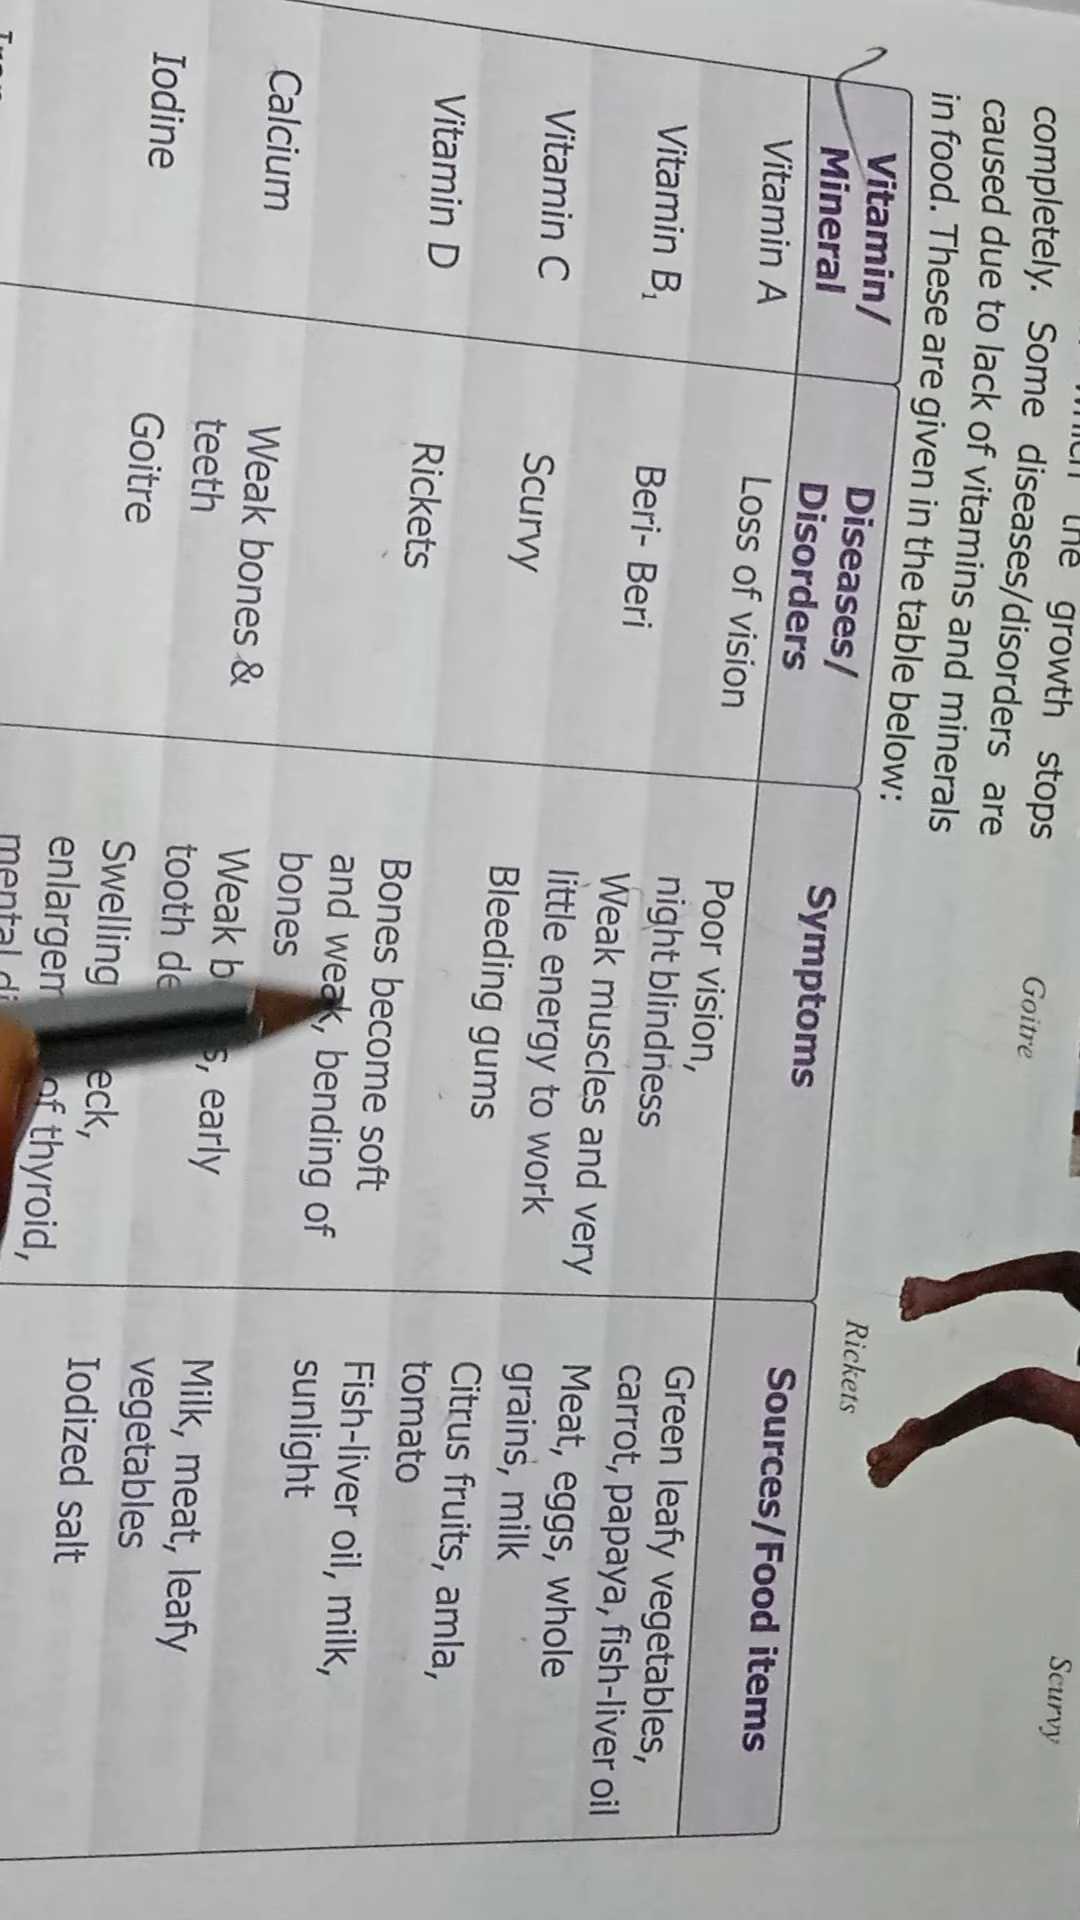 the growth stops
completely. Some diseases/disorders are
caused due to lack of vitamins and minerals
in food. These are given in the table below:
Goitre
Rickets
Scurvy
Vitamin/
Mineral
Diseases/
Disorders
Symptoms
Sources/Food items
Vitamin A
Loss of vision
Poor vision,
night blindness
Green leafy vegetables,
carrot, papaya, fish-liver oil
Vitamin B₁
Beri- Beri
Weak muscles and very
little energy to work
Meat, eggs, whole
grains, milk
Vitamin C
Scurvy
Bleeding gums
Citrus fruits, amla,
tomato
Vitamin D
Rickets
Bones become soft
and weak, bending of
bones
Fish-liver oil, milk,
sunlight
Calcium
Weak bones &
teeth
Weak early
tooth
Milk, meat, leafy
vegetables
Iodine
Goitre
Swelling
of thyroid,
mental
Iodized salt